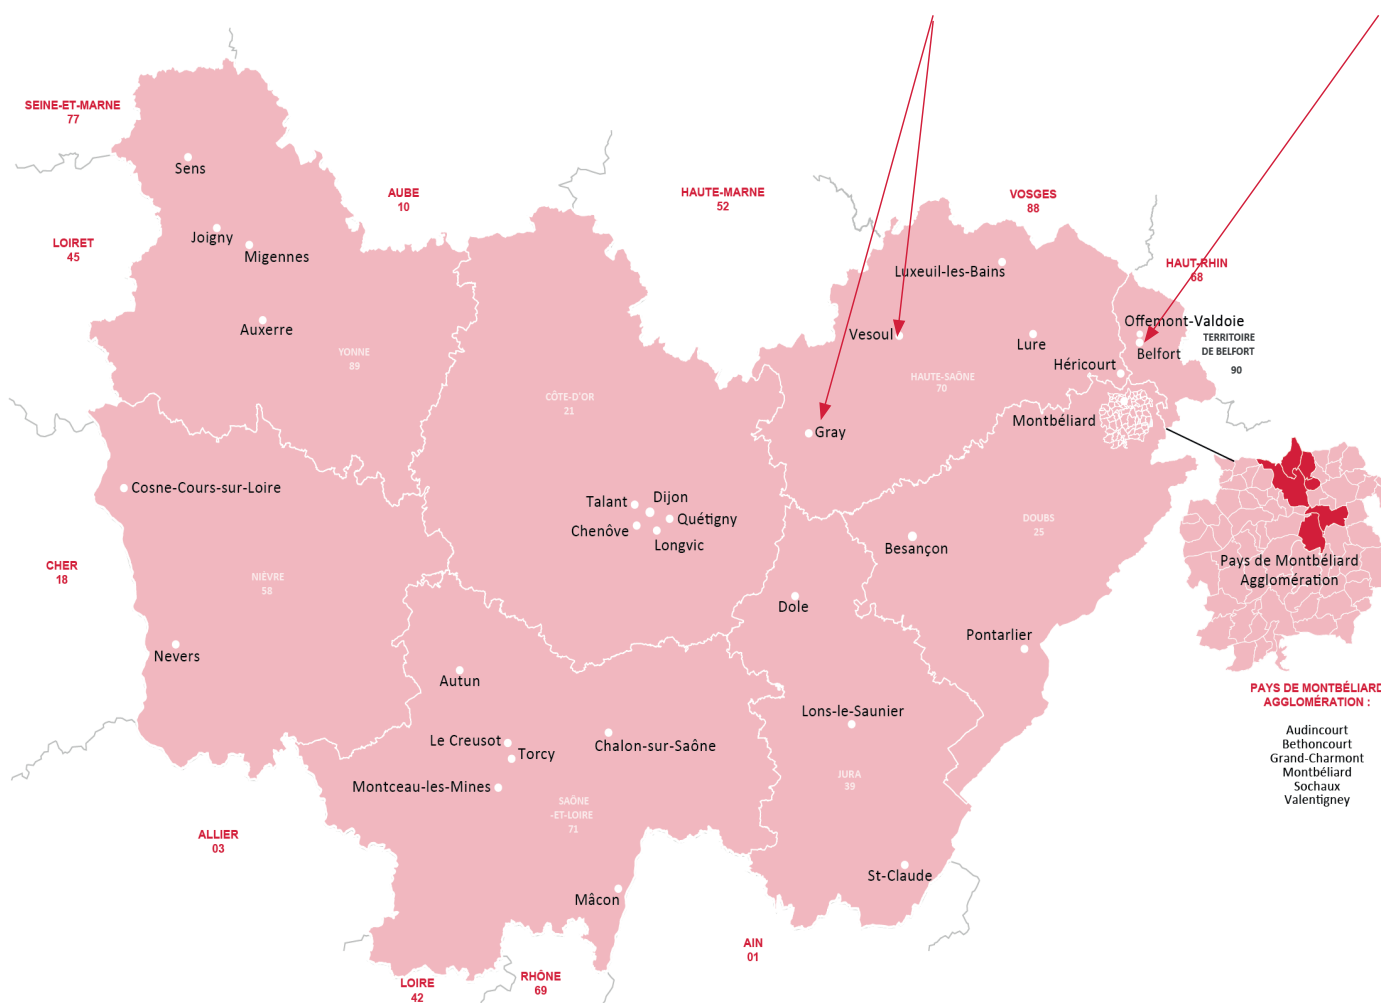 SEINE-ET-MARNE
77
Sens
AUBE
10
HAUTE-MARNE
52
VOSGES
88
LOIRET
45
Joigny
Migennes
HAUT-RHIN
68
Luxeuil-les-Bains
Auxerre
YONNE
89
Vesoul
Lure
Offemont-Valdoie
Belfort
TERRITOIRE
DE BELFORT
90
Héricourt
HAUTE-SAÔNE
70
CÔTE-D'OR
21
Gray
Montbéliard
Cosne-Cours-sur-Loire
Talant
Dijon
Quétigny
Chenôve
Longvic
DOUBS
25
Besançon
CHER
18
NIÈVRE
58
Dole
Pays de Montbéliard
Agglomération
Nevers
Pontarlier
Autun
Lons-le-Saunier
PAYS DE MONTBÉLIARD
AGGLOMÉRATION :
Audincourt
Bethoncourt
Grand-Charmont
Montbéliard
Sochaux
Valentigney
Le Creusot
Torcy
Chalon-sur-Saône
Montceau-les-Mines
JURA
39
SAÔNE
-ET-LOIRE
71
ALLIER
03
St-Claude
Mâcon
AIN
01
LOIRE
42
RHÔNE
69